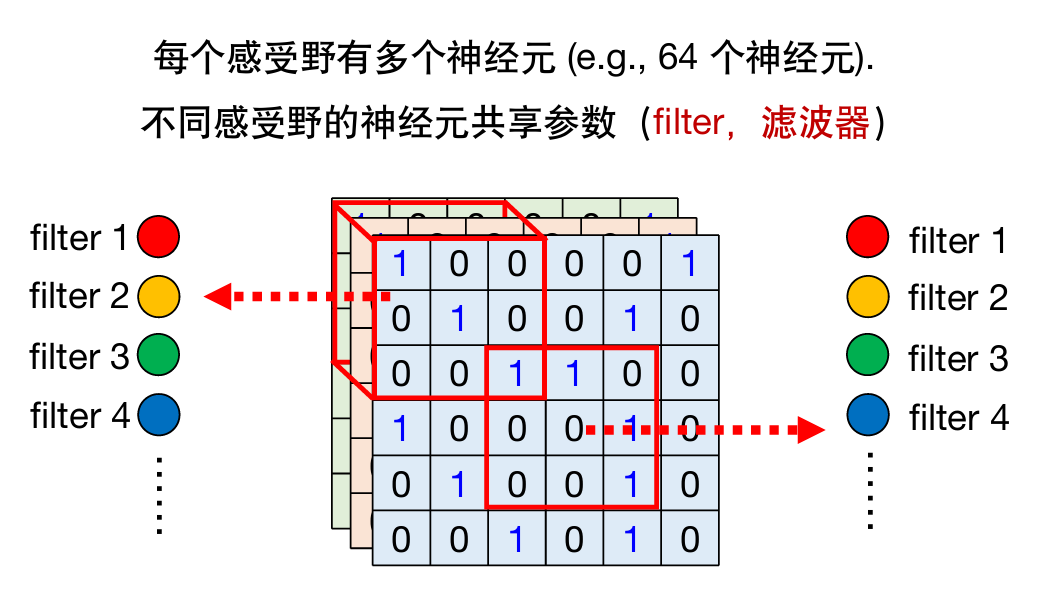 每个感受野有多个神经元 (e.g., 64 个神经元).
不同感受野的神经元共享参数（filter，滤波器）
filter 1
filter 2
filter 3
filter 4
1 0 0 0 0 1
0 1 0 0 1 0
0 0 1 1 0 0
1 0 0 0 1 0
0 1 0 0 1 0
0 0 1 0 1 0
filter 1
filter 2
filter 3
filter 4